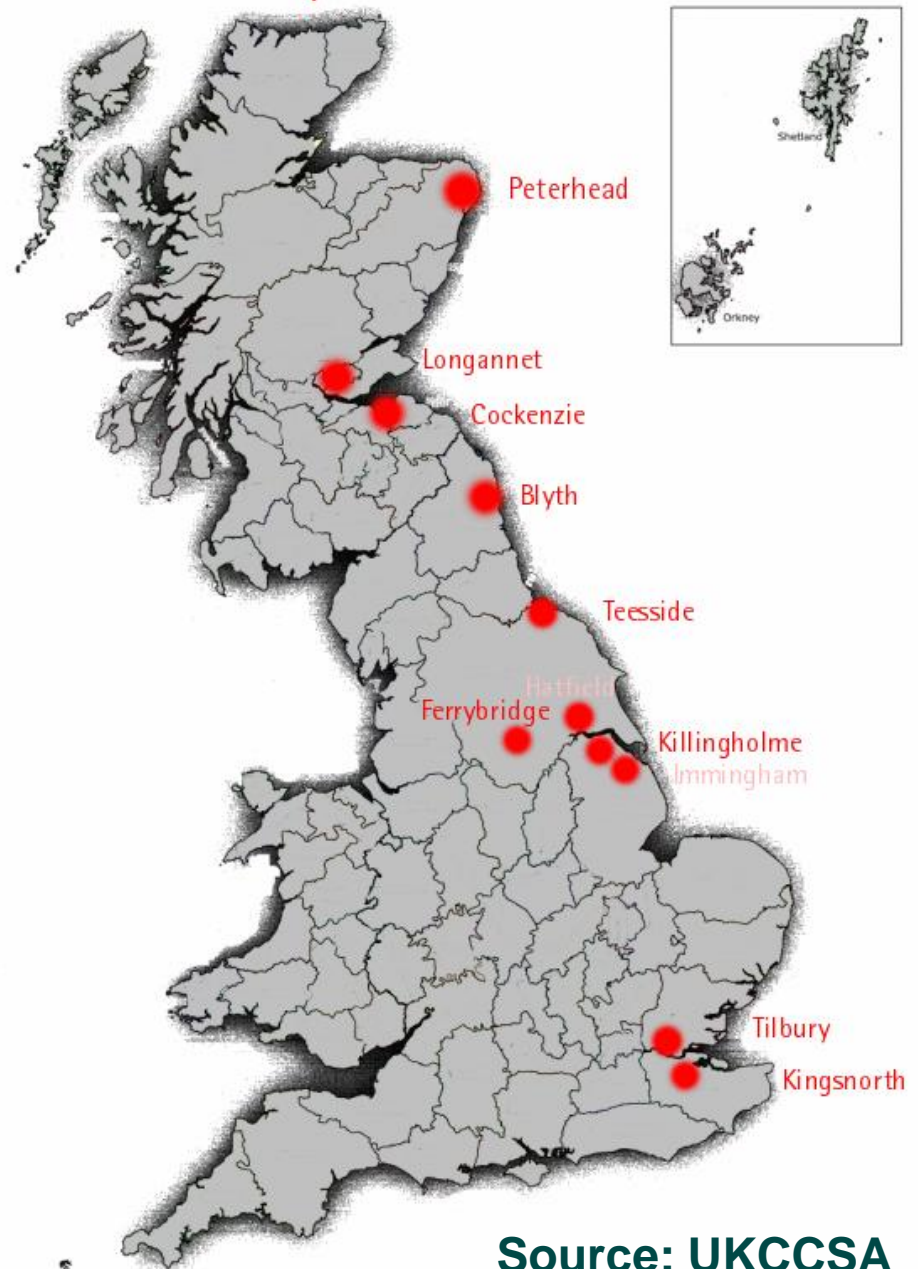 Shetland
Orkney
Peterhead
Longannet
Cockenzie
Blyth
Teesside
Hatfield
Ferrybridge
Killingholme
Immingham
Tilbury
Kingsnorth
Source: UKCCSA